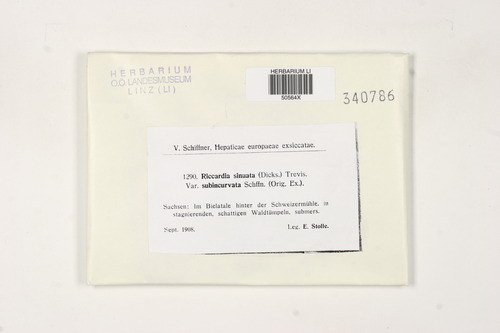 HERBARIUM
O.Ö. LANDESMUSEUM
LINZ (LI)
HERBARIUM LI
50564X
340786
V. Schiffner, Hepaticae europaeae exsiccatae.
1290. Riccardia sinuata (Dicks.) Trevis.
Var. subincurvata Schffn. (Orig. Ex.).
Sachsen: Im Bielatale hinter der Schweizermühle, in
stagnierenden, schattigen Waldtümpeln, submers.
Sept. 1908. Leg. E. Stolle.